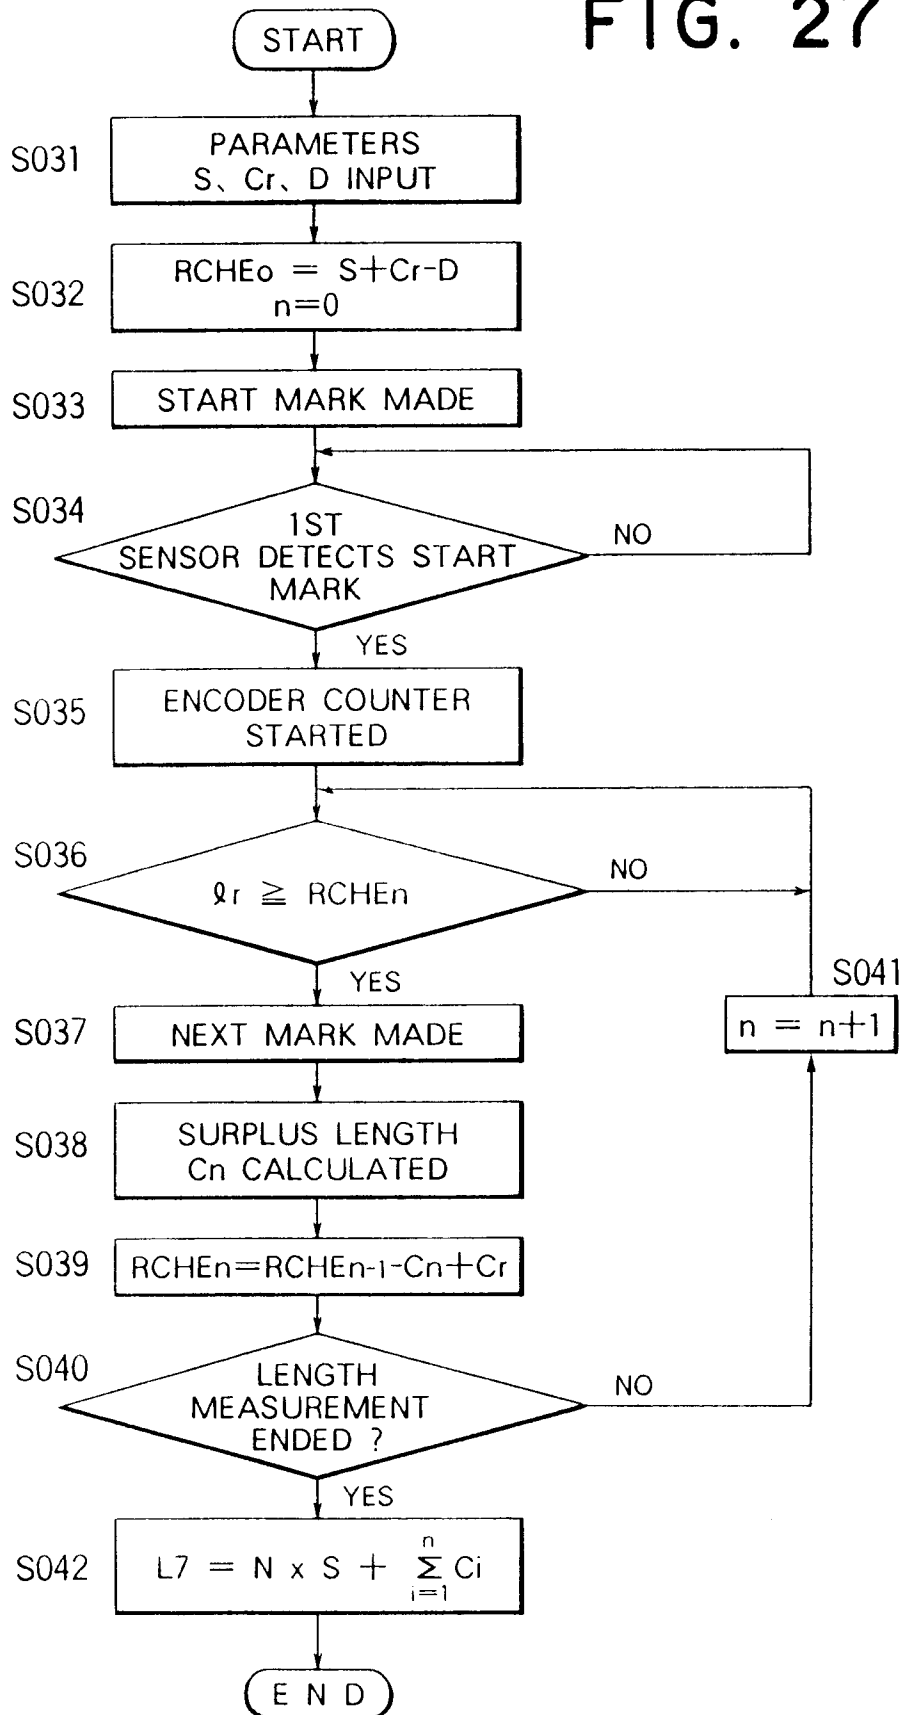 FIG. 27
START
S031
PARAMETERS
S、Cr、D INPUT
S032
RCHEo = S+Cr-D
n=0
S033
START MARK MADE
S034
1ST
SENSOR DETECTS START
MARK
NO
YES
S035
ENCODER COUNTER
STARTED
S036
ℓr ≧ RCHEn
NO
YES
S041
n = n+1
S037
NEXT MARK MADE
S038
SURPLUS LENGTH
Cn CALCULATED
S039
RCHEn=RCHEn-1-Cn+Cr
S040
LENGTH
MEASUREMENT
ENDED ?
NO
YES
S042
L7 = N x S + n∑i=1 Ci
END